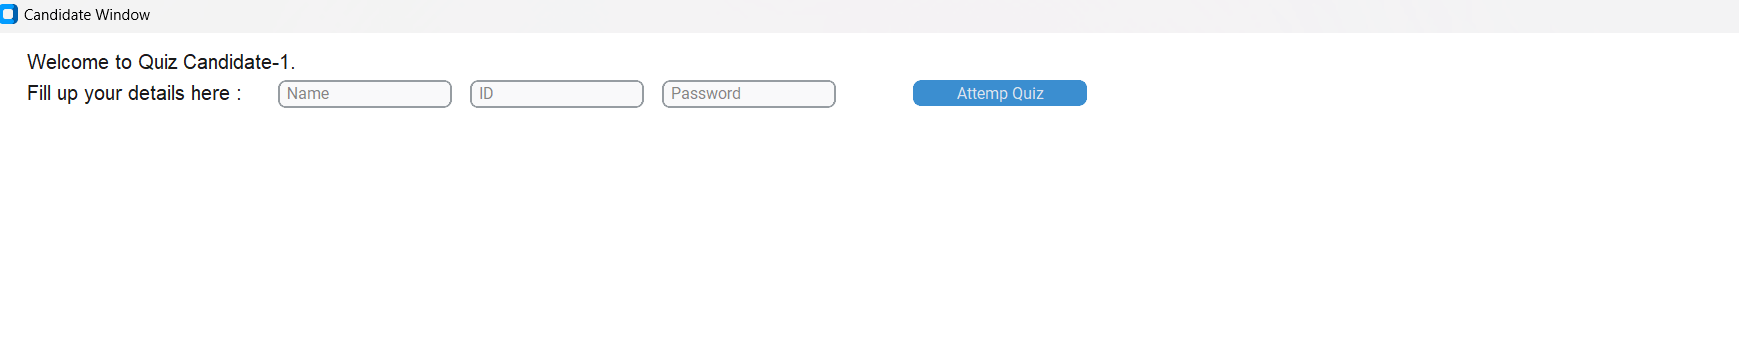 Candidate Window
Welcome to Quiz Candidate-1.
Fill up your details here : Name ID Password Attemp Quiz